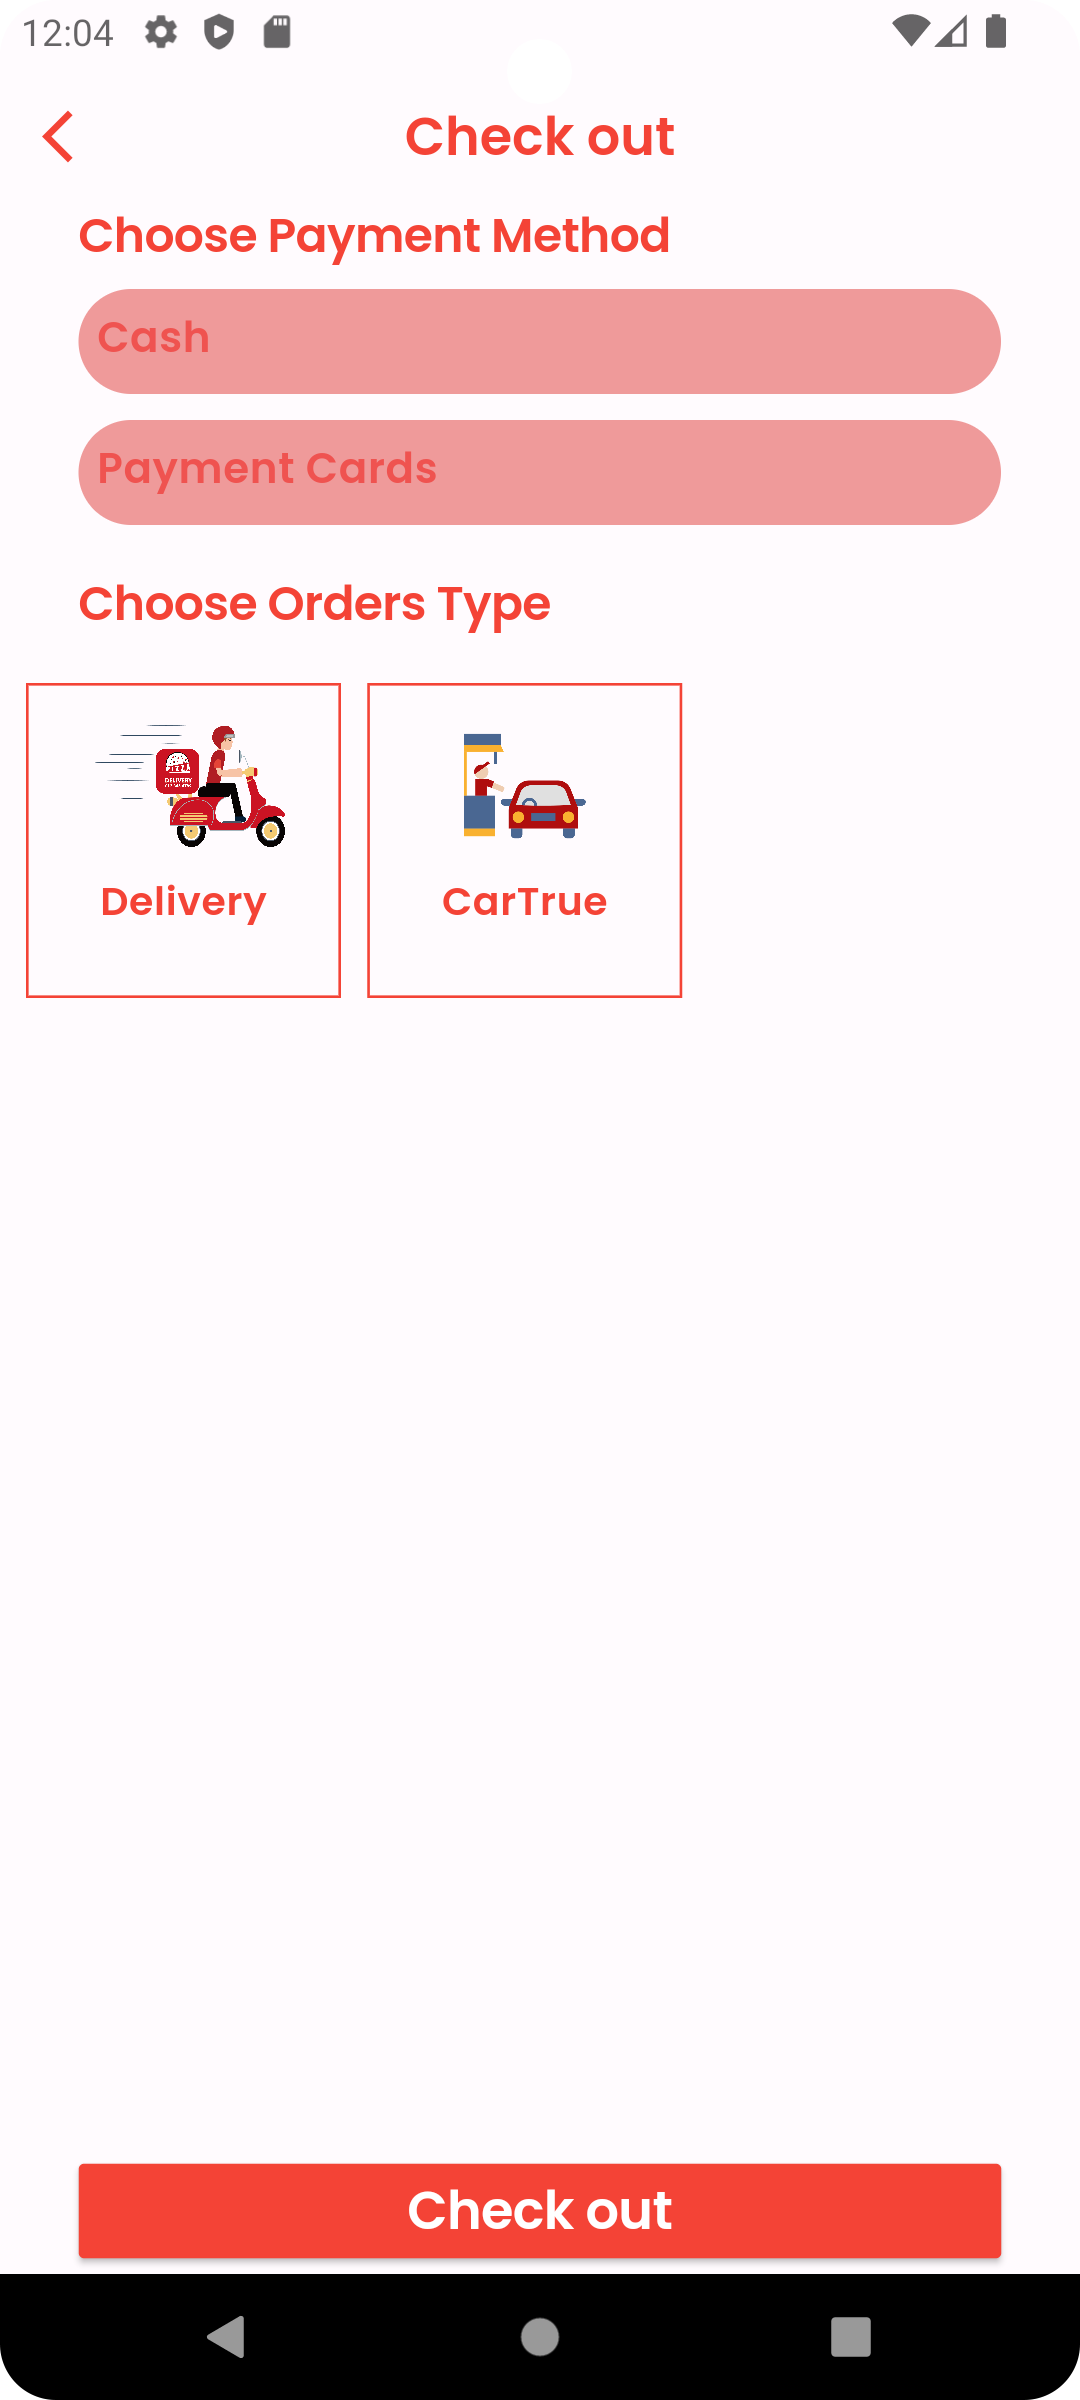 12:04
Check out
Choose Payment Method
Cash
Payment Cards
Choose Orders Type
PIZZA
DELIVERY
Delivery
CarTrue
Check out